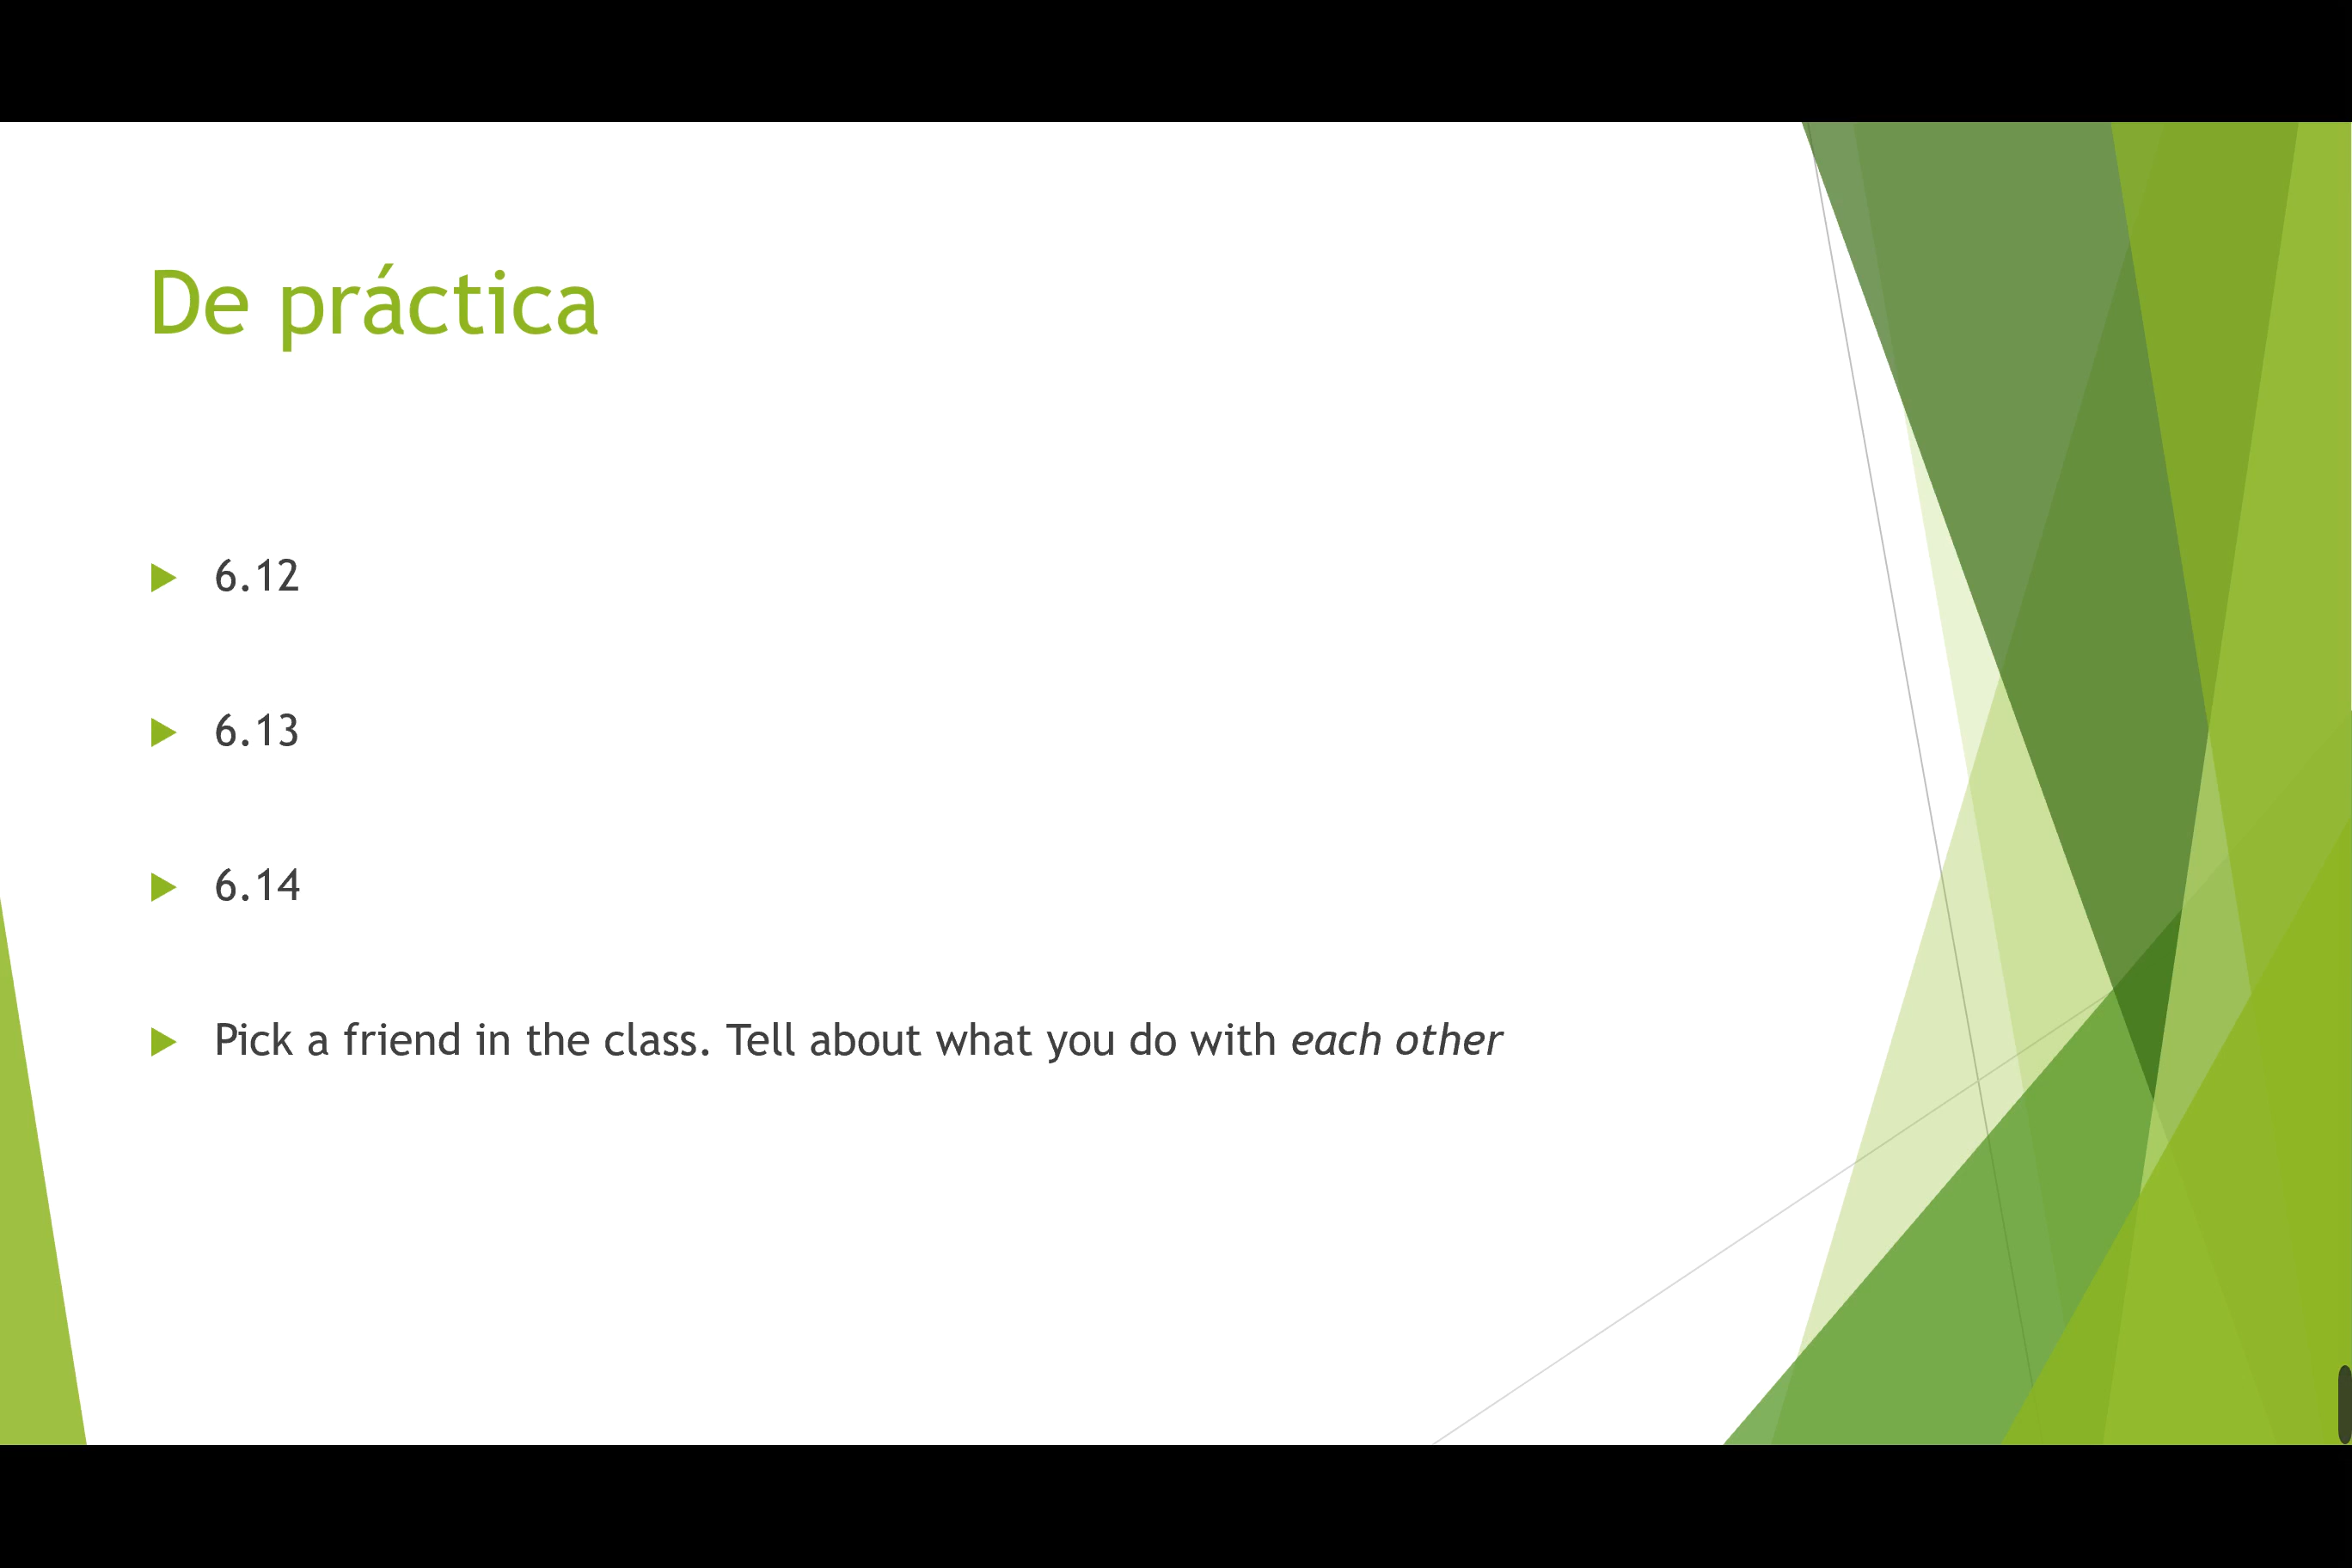 De práctica
6.12
6.13
6.14
Pick a friend in the class. Tell about what you do with each other